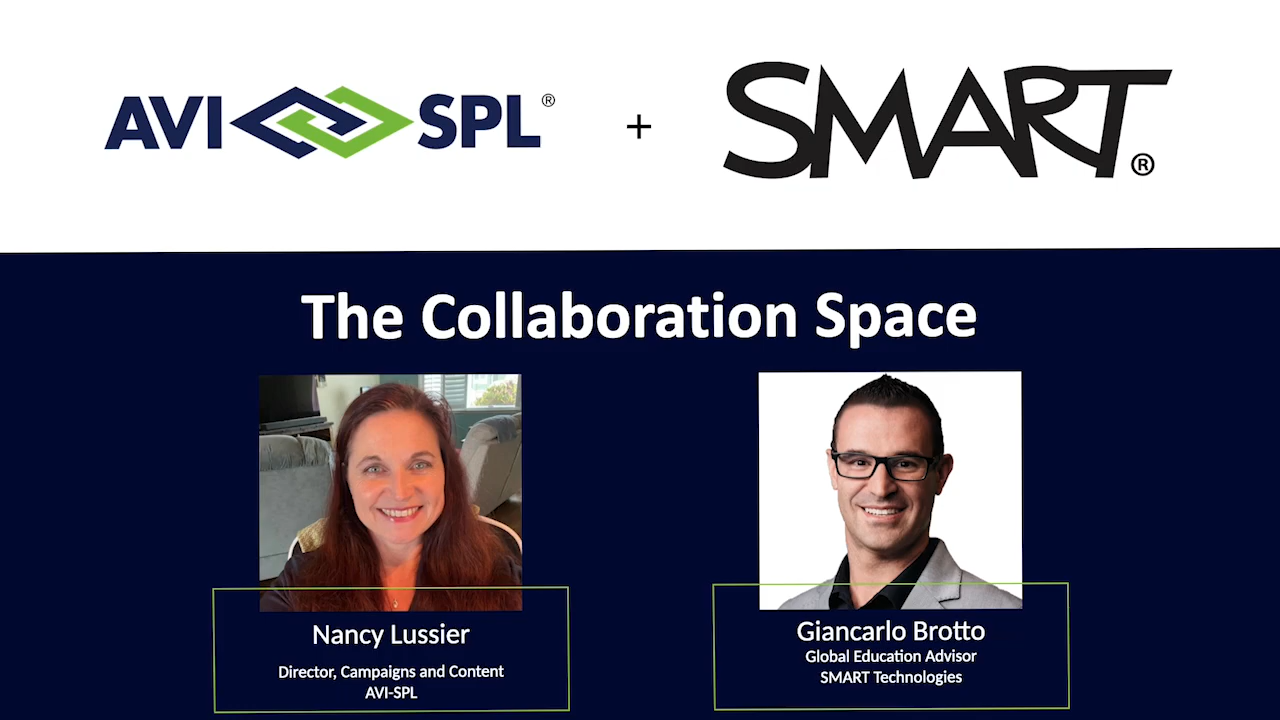 AVI SPL® + SMART®
The Collaboration Space
Nancy Lussier
Director, Campaigns and Content
AVI-SPL
Giancarlo Brotto
Global Education Advisor
SMART Technologies